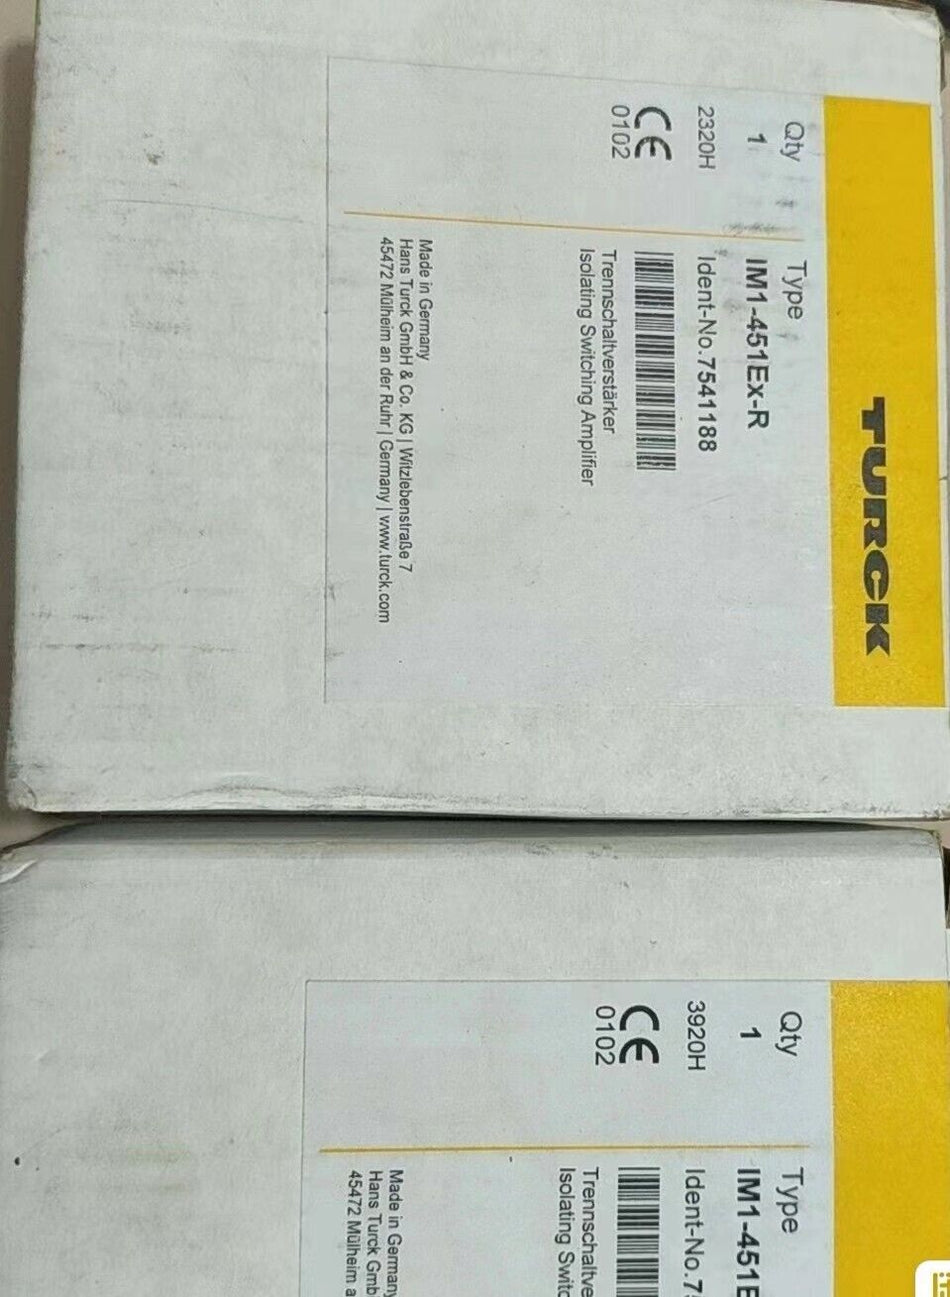 TURCK
Qty Type
1 IM1-451Ex-R
2320H Ident-No.7541188
CE
0102
Trennschaltverstärker
Isolating Switching Amplifier
Made in Germany
Hans Turck GmbH & Co. KG | Witzlebenstraße 7
45472 Mülheim an der Ruhr | Germany | www.turck.com
Qty Type
1 IM1-451E
3920H Ident-No.7
CE
0102
Trennschaltve
Isolating Switc
Made in Germany
Hans Turck Gmb
45472 Mülheim a